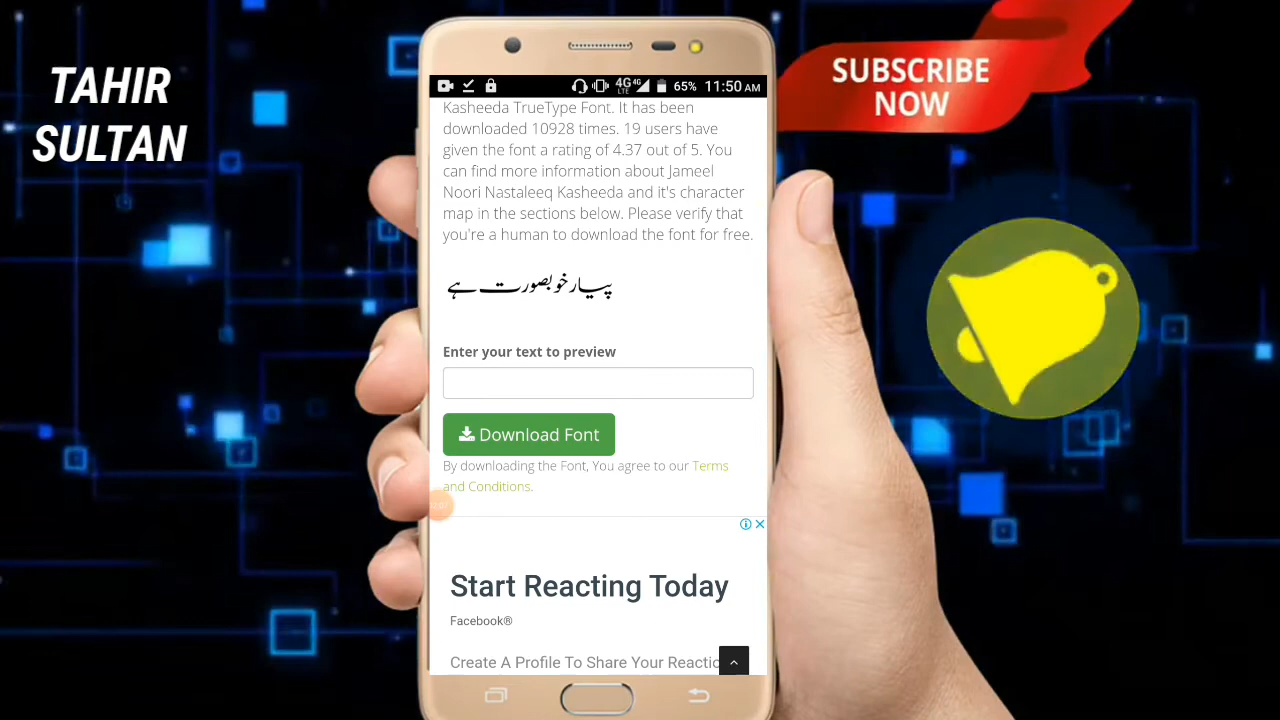 TAHIR
SULTAN
SUBSCRIBE
NOW
4G 4G
LTE
65% 11:50 AM
Kasheeda TrueType Font. It has been
downloaded 10928 times. 19 users have
given the font a rating of 4.37 out of 5. You
can find more information about Jameel
Noori Nastaleeq Kasheeda and it's character
map in the sections below. Please verify that
you're a human to download the font for free.
پیار خوبصورت ہے
Enter your text to preview
Download Font
By downloading the Font, You agree to our Terms
and Conditions.
Start Reacting Today
Facebook®
Create A Profile To Share Your